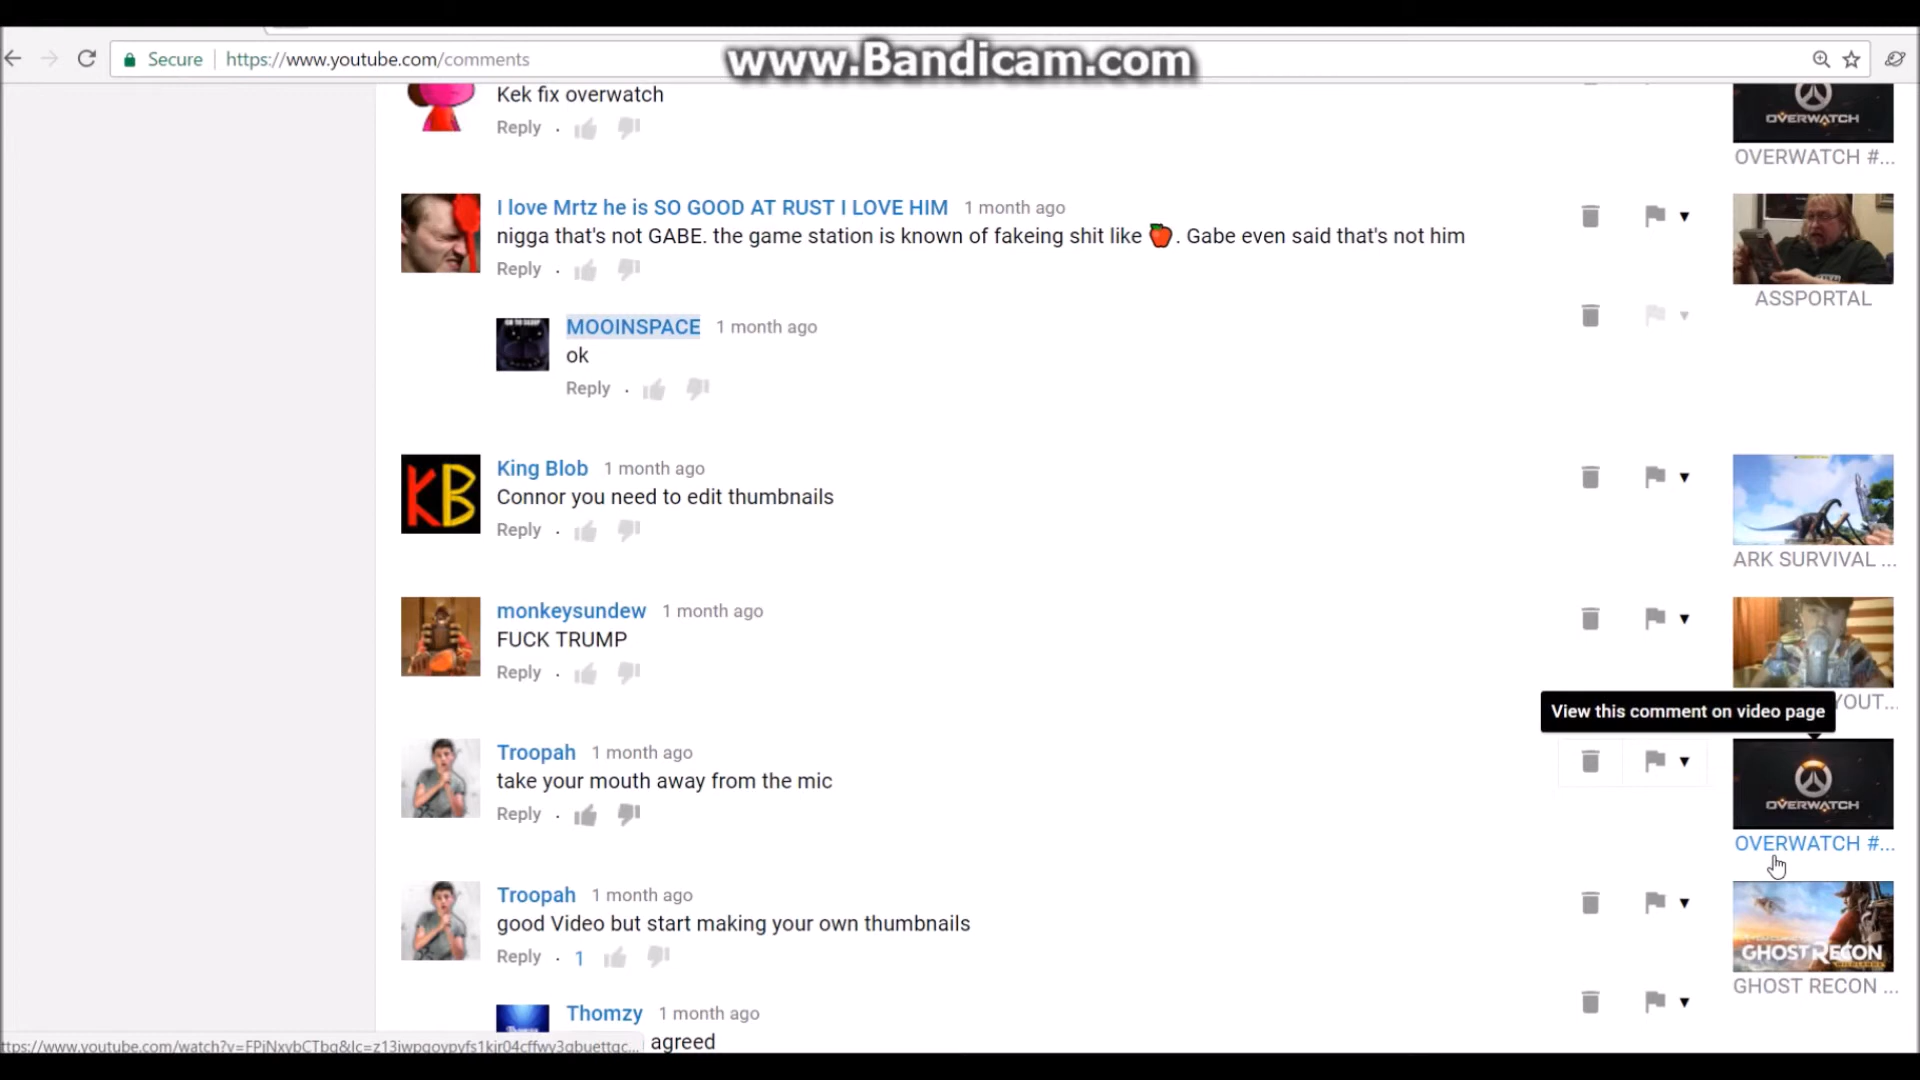 www.Bandicam.com
Secure
https://www.youtube.com/comments
Kek fix overwatch
Reply
OVERWATCH
OVERWATCH #...
I love Mrtz he is SO GOOD AT RUST I LOVE HIM 1 month ago
nigga that's not GABE. the game station is known of fakeing shit like 🍎. Gabe even said that's not him
Reply
ASSPORTAL
MOOINSPACE 1 month ago
ok
Reply
King Blob 1 month ago
KB
Connor you need to edit thumbnails
Reply
ARK SURVIVAL ...
monkeysundew 1 month ago
FUCK TRUMP
Reply
YOUT...
View this comment on video page
Troopah 1 month ago
take your mouth away from the mic
Reply
OVERWATCH
OVERWATCH #...
Troopah 1 month ago
good Video but start making your own thumbnails
Reply 1
GHOST RECON
GHOST RECON ...
Thomzy 1 month ago
agreed